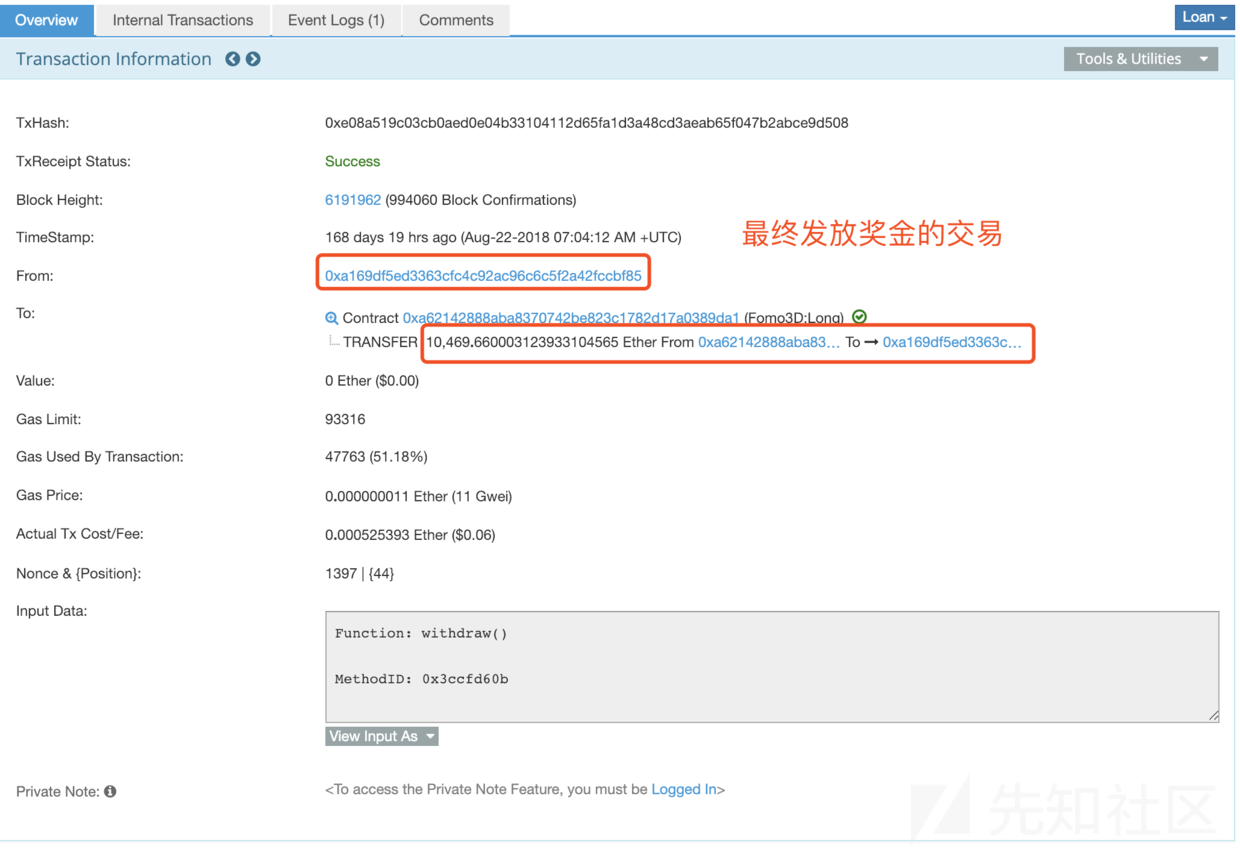 Overview Internal Transactions Event Logs (1) Comments Loan
Transaction Information Tools & Utilities
TxHash: 0xe08a519c03cb0aed0e04b33104112d65fa1d3a48cd3aeab65f047b2abce9d508
TxReceipt Status: Success
Block Height: 6191962 (994060 Block Confirmations)
TimeStamp: 168 days 19 hrs ago (Aug-22-2018 07:04:12 AM +UTC) 最终发放奖金的交易
From: 0xa169df5ed3363cfc4c92ac96c6c5f2a42fccbf85
To: Contract 0xa62142888aba8370742be823c1782d17a0389da1 (Fomo3D:Long)
TRANSFER 10,469.660003123933104565 Ether From 0xa62142888aba83... To → 0xa169df5ed3363c...
Value: 0 Ether ($0.00)
Gas Limit: 93316
Gas Used By Transaction: 47763 (51.18%)
Gas Price: 0.000000011 Ether (11 Gwei)
Actual Tx Cost/Fee: 0.000525393 Ether ($0.06)
Nonce & {Position}: 1397 | {44}
Input Data:
Function: withdraw()
MethodID: 0x3ccfd60b
View Input As
Private Note: <To access the Private Note Feature, you must be Logged In>
先知社区